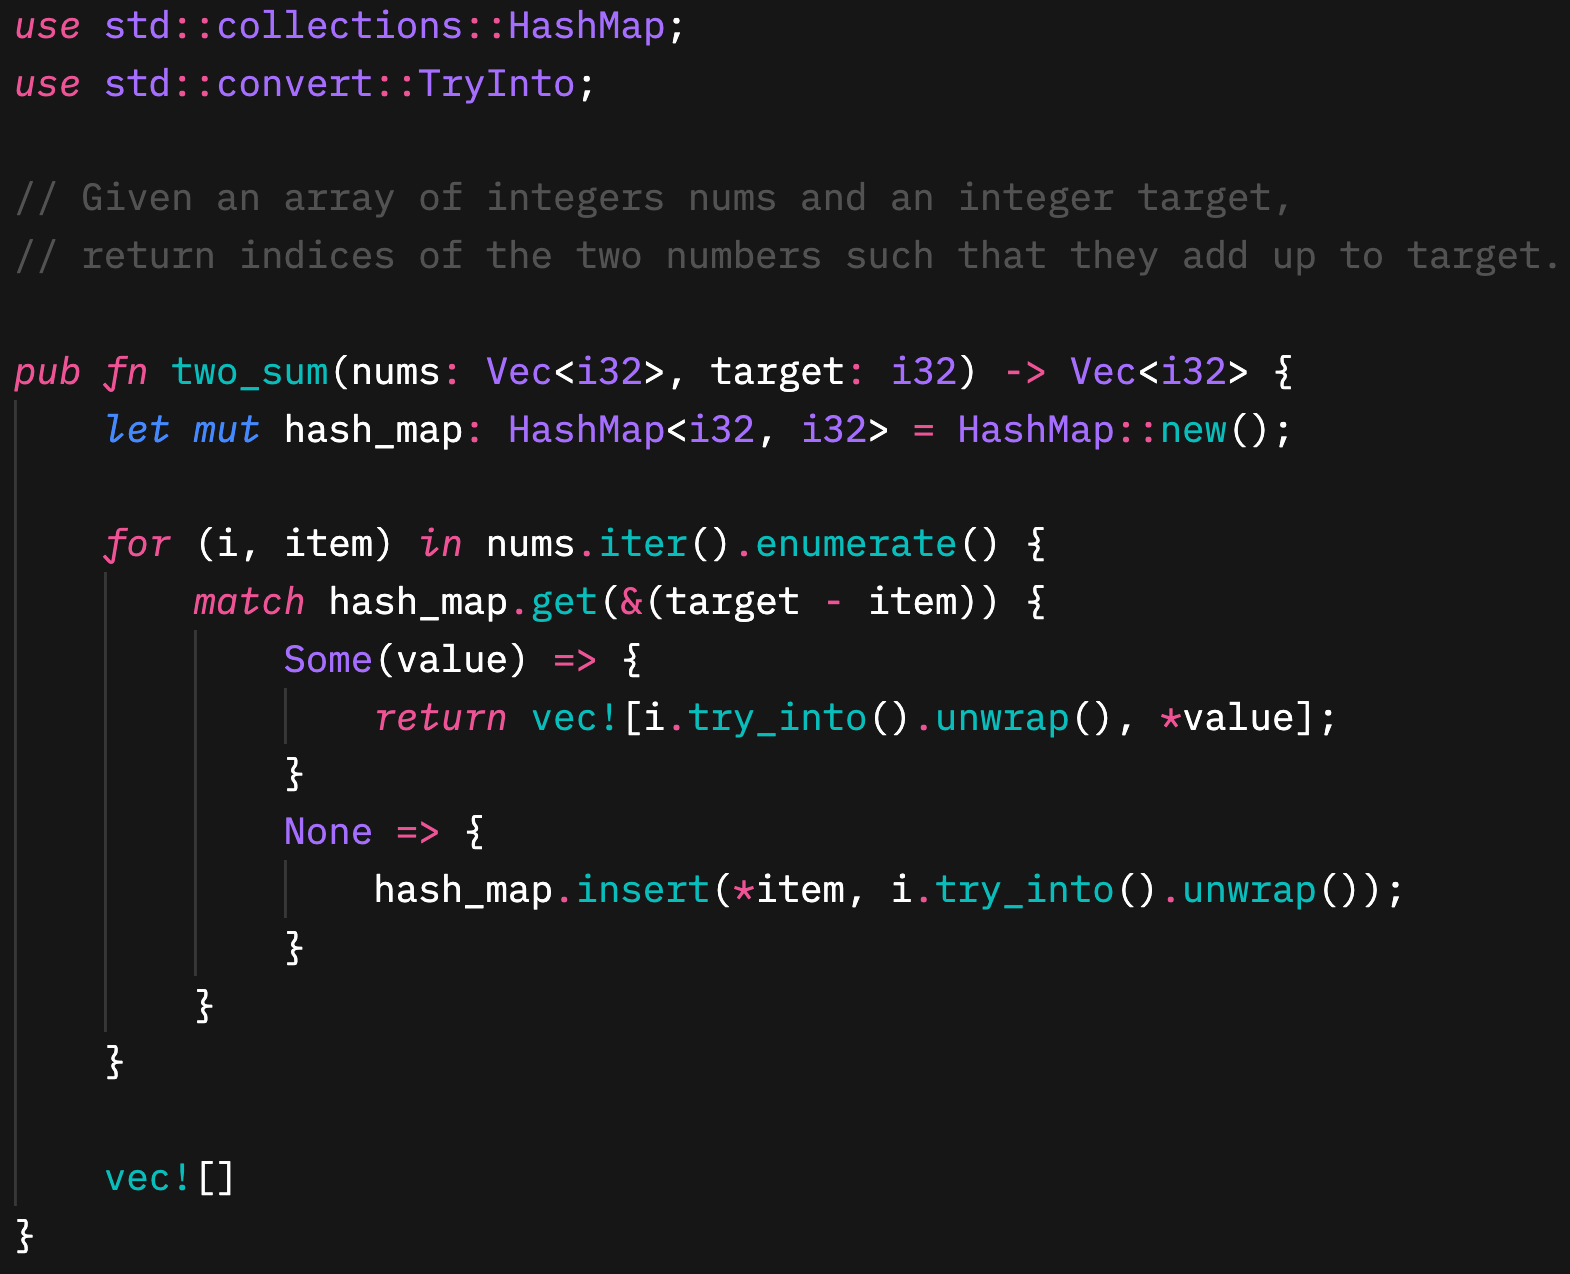 use std::collections::HashMap;
use std::convert::TryInto;

// Given an array of integers nums and an integer target,
// return indices of the two numbers such that they add up to target.

pub fn two_sum(nums: Vec<i32>, target: i32) -> Vec<i32> {
    let mut hash_map: HashMap<i32, i32> = HashMap::new();

    for (i, item) in nums.iter().enumerate() {
        match hash_map.get(&(target - item)) {
            Some(value) => {
                return vec![i.try_into().unwrap(), *value];
            }
            None => {
                hash_map.insert(*item, i.try_into().unwrap());
            }
        }
    }

    vec![]
}